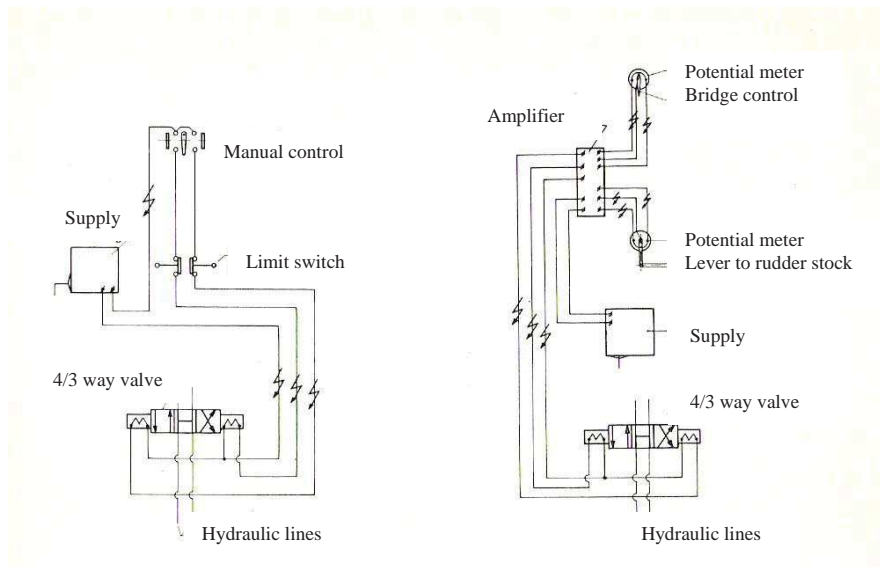 Manual control
Supply
Limit switch
4/3 way valve
Hydraulic lines
Potential meter
Bridge control
Amplifier
7
Potential meter
Lever to rudder stock
Supply
4/3 way valve
Hydraulic lines